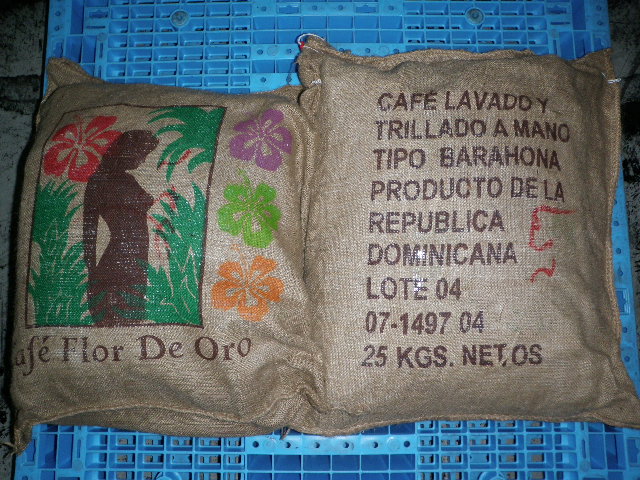 Café Flor De Oro
CAFÉ LAVADO Y
TRILLADO A MANO
TIPO BARAHONA
PRODUCTO DE LA
REPUBLICA
DOMINICANA
LOTE 04
07-1497 04
25 KGS. NET,OS